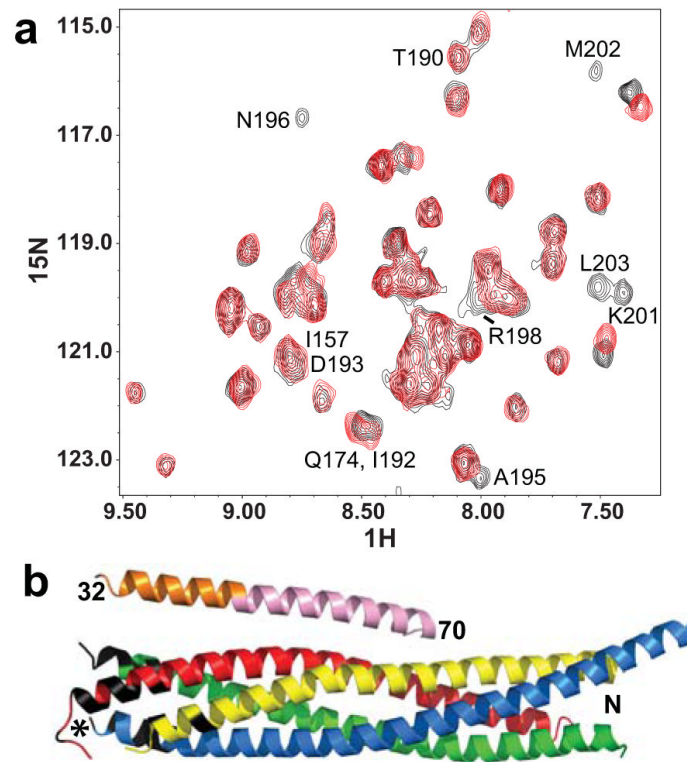 a
115.0
T190
M202
N196
117.0
15N
119.0
L203
K201
I157
D193
R198
121.0
Q174, I192
A195
123.0
9.50
9.00
8.50
8.00
7.50
1H
b
32
70
N
*